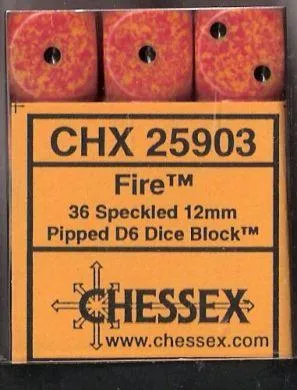 CHX 25903
Fire™
36 Speckled 12mm
Pipped D6 Dice Block™
CHESSEX
www.chessex.com